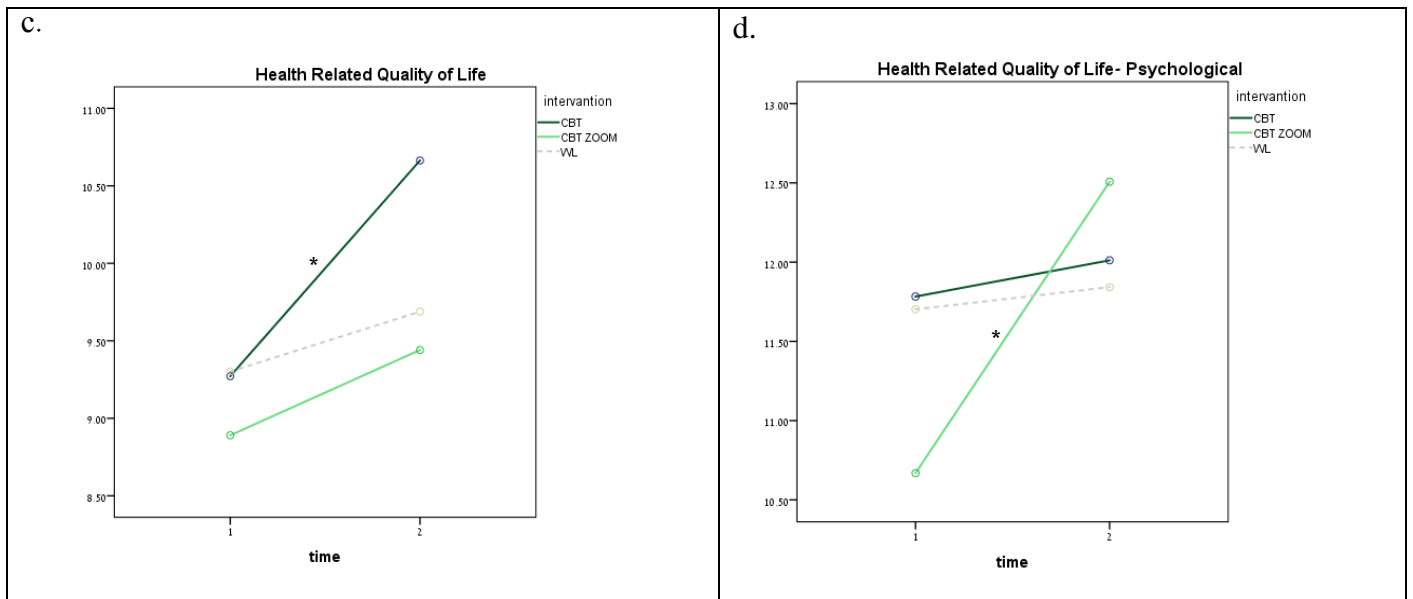 c.
Health Related Quality of Life
11.00
10.50
10.00
9.50
9.00
8.50
1
2
time
intervantion
CBT
CBT ZOOM
WL
*
d.
Health Related Quality of Life- Psychological
13.00
12.50
12.00
11.50
11.00
10.50
1
2
time
intervantion
CBT
CBT ZOOM
WL
*